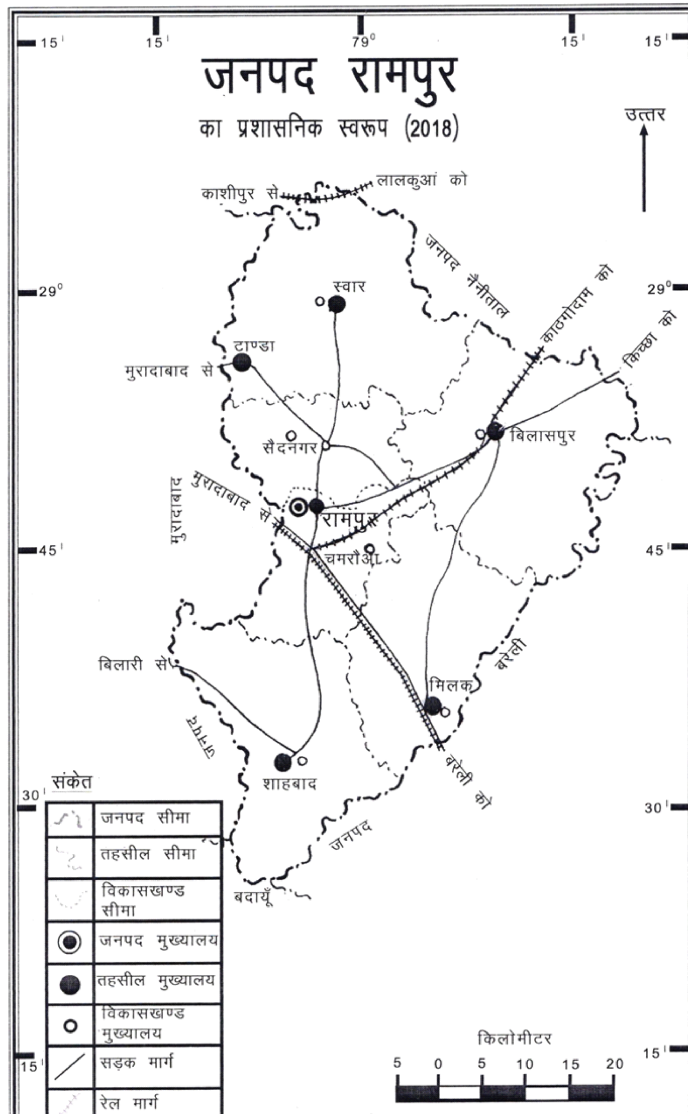 15' 15' 79° 15' 15'
जनपद रामपुर
का प्रशासनिक स्वरूप (2018)
उत्तर
काशीपुर से
लालकुआं को
जनपद नैनीताल
29°
29°
स्वार
काठगोदाम को
किच्छा को
टाण्डा
मुरादाबाद से
सैदनगर
बिलासपुर
मुरादाबाद
मुरादाबाद से
रामपुर
45'
चमरौआ
45'
बरेली
बिलारी से
मिलक
जनपद
शाहबाद
बरेली को
संकेत
30'
30'
जनपद
बदायूँ
जनपद सीमा
तहसील सीमा
विकासखण्ड
सीमा
जनपद मुख्यालय
तहसील मुख्यालय
विकासखण्ड
मुख्यालय
सड़क मार्ग
रेल मार्ग
15'
15'
किलोमीटर
5 0 5 10 15 20